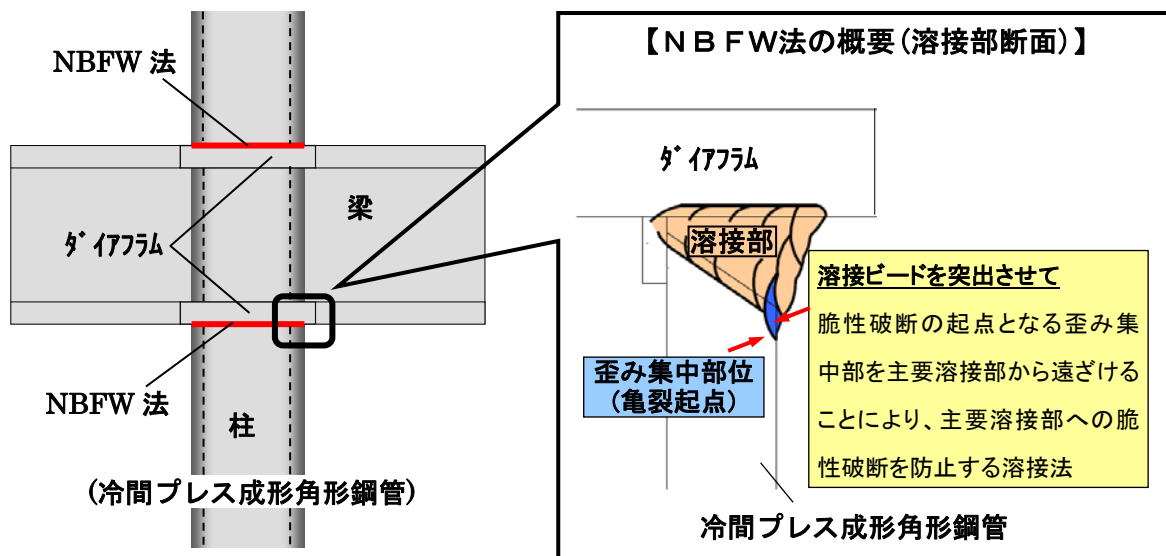 NBFW 法
ダイアフラム
梁
NBFW 法
柱
(冷間プレス成形角形鋼管)
【NBFW法の概要(溶接部断面)】
ダイアフラム
溶接部
溶接ビードを突出させて
脆性破断の起点となる歪み集
中部を主要溶接部から遠ざける
ことにより、主要溶接部への脆
性破断を防止する溶接法
歪み集中部位
(亀裂起点)
冷間プレス成形角形鋼管